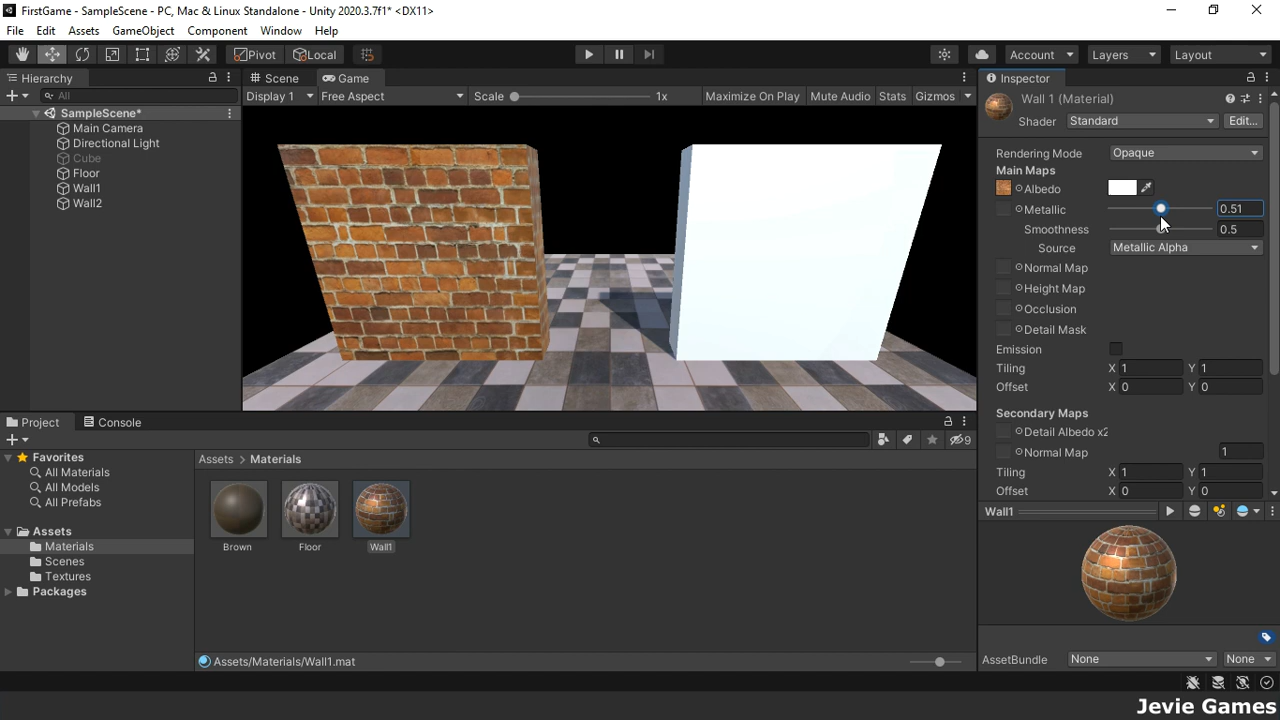 FirstGame - SampleScene - PC, Mac & Linux Standalone - Unity 2020.3.7f1* <DX11>
File Edit Assets GameObject Component Window Help
Pivot Local Account Layers Layout
Hierarchy
All
SampleScene*
Main Camera
Directional Light
Cube
Floor
Wall1
Wall2
Scene Game
Display 1 Free Aspect Scale 1x Maximize On Play Mute Audio Stats Gizmos
Inspector
Wall 1 (Material)
Shader Standard Edit...
Rendering Mode Opaque
Main Maps
Albedo
Metallic 0.51
Smoothness 0.5
Source Metallic Alpha
Normal Map
Height Map
Occlusion
Detail Mask
Emission
Tiling X 1 Y 1
Offset X 0 Y 0
Secondary Maps
Detail Albedo x2
Normal Map 1
Tiling X 1 Y 1
Offset X 0 Y 0
Wall1
AssetBundle None None
Project Console
9
Favorites
All Materials
All Models
All Prefabs
Assets
Materials
Scenes
Textures
Packages
Assets > Materials
Brown Floor Wall1
Assets/Materials/Wall1.mat
Jevie Games